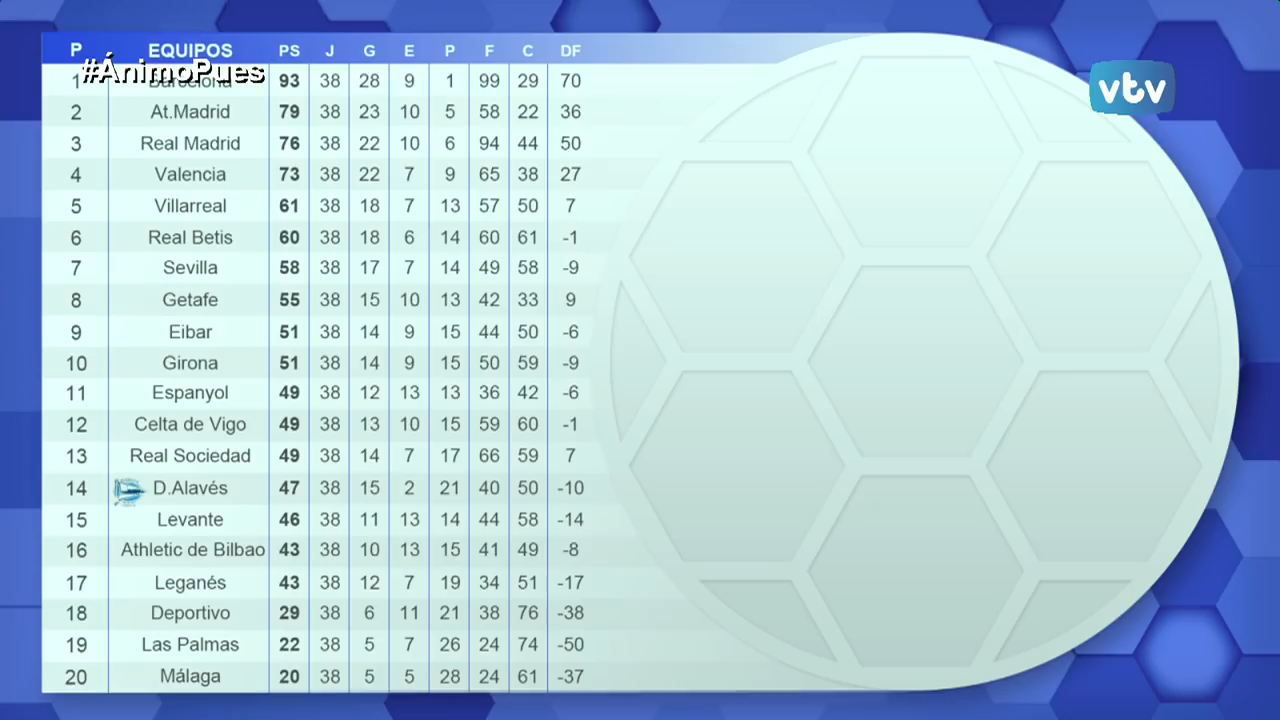 P EQUIPOS PS J G E P F C DF
#ÁnimoPues
vtv
1 Barcelona 93 38 28 9 1 99 29 70
2 At.Madrid 79 38 23 10 5 58 22 36
3 Real Madrid 76 38 22 10 6 94 44 50
4 Valencia 73 38 22 7 9 65 38 27
5 Villarreal 61 38 18 7 13 57 50 7
6 Real Betis 60 38 18 6 14 60 61 -1
7 Sevilla 58 38 17 7 14 49 58 -9
8 Getafe 55 38 15 10 13 42 33 9
9 Eibar 51 38 14 9 15 44 50 -6
10 Girona 51 38 14 9 15 50 59 -9
11 Espanyol 49 38 12 13 13 36 42 -6
12 Celta de Vigo 49 38 13 10 15 59 60 -1
13 Real Sociedad 49 38 14 7 17 66 59 7
14 D.Alavés 47 38 15 2 21 40 50 -10
15 Levante 46 38 11 13 14 44 58 -14
16 Athletic de Bilbao 43 38 10 13 15 41 49 -8
17 Leganés 43 38 12 7 19 34 51 -17
18 Deportivo 29 38 6 11 21 38 76 -38
19 Las Palmas 22 38 5 7 26 24 74 -50
20 Málaga 20 38 5 5 28 24 61 -37